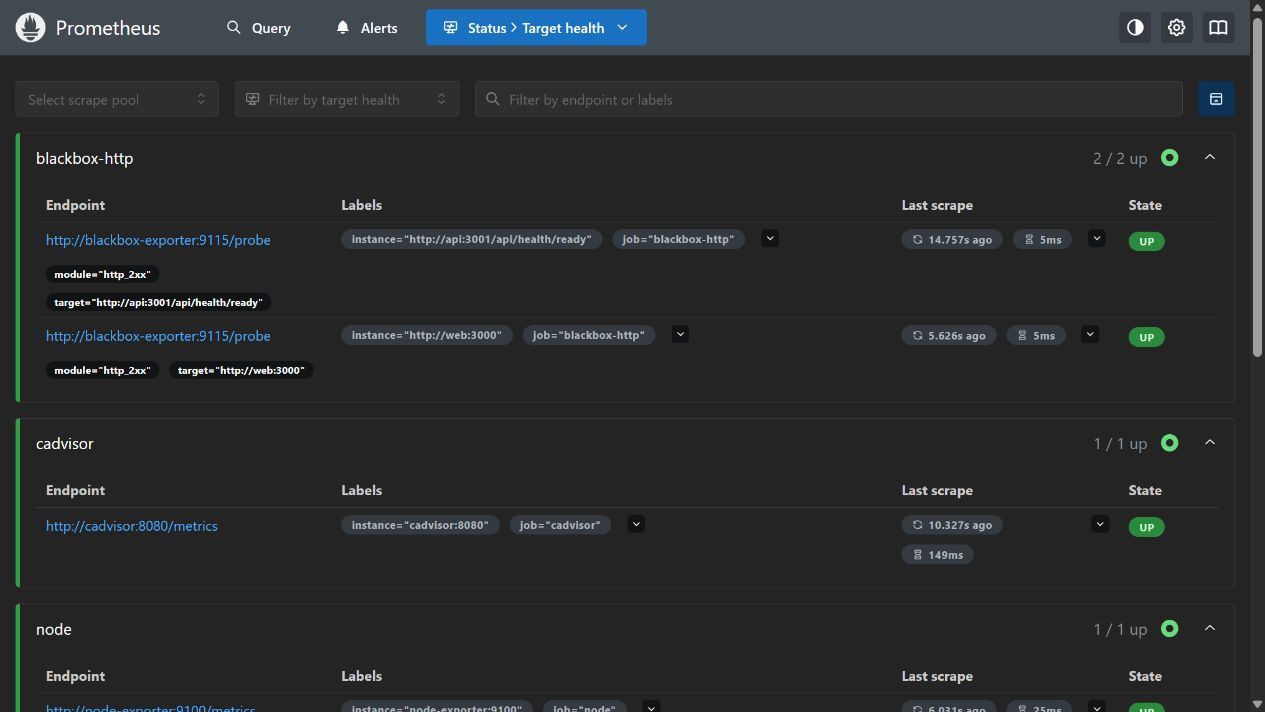 Prometheus Query Alerts Status > Target health
Select scrape pool Filter by target health Filter by endpoint or labels
blackbox-http 2 / 2 up
Endpoint Labels Last scrape State
http://blackbox-exporter:9115/probe instance="http://api:3001/api/health/ready" job="blackbox-http" 14.757s ago 5ms UP
module="http_2xx"
target="http://api:3001/api/health/ready"
http://blackbox-exporter:9115/probe instance="http://web:3000" job="blackbox-http" 5.626s ago 5ms UP
module="http_2xx" target="http://web:3000"
cadvisor 1 / 1 up
Endpoint Labels Last scrape State
http://cadvisor:8080/metrics instance="cadvisor:8080" job="cadvisor" 10.327s ago UP
149ms
node 1 / 1 up
Endpoint Labels Last scrape State
http://node-exporter:9100/metrics instance="node-exporter:9100" job="node" 6.031s ago 25ms UP